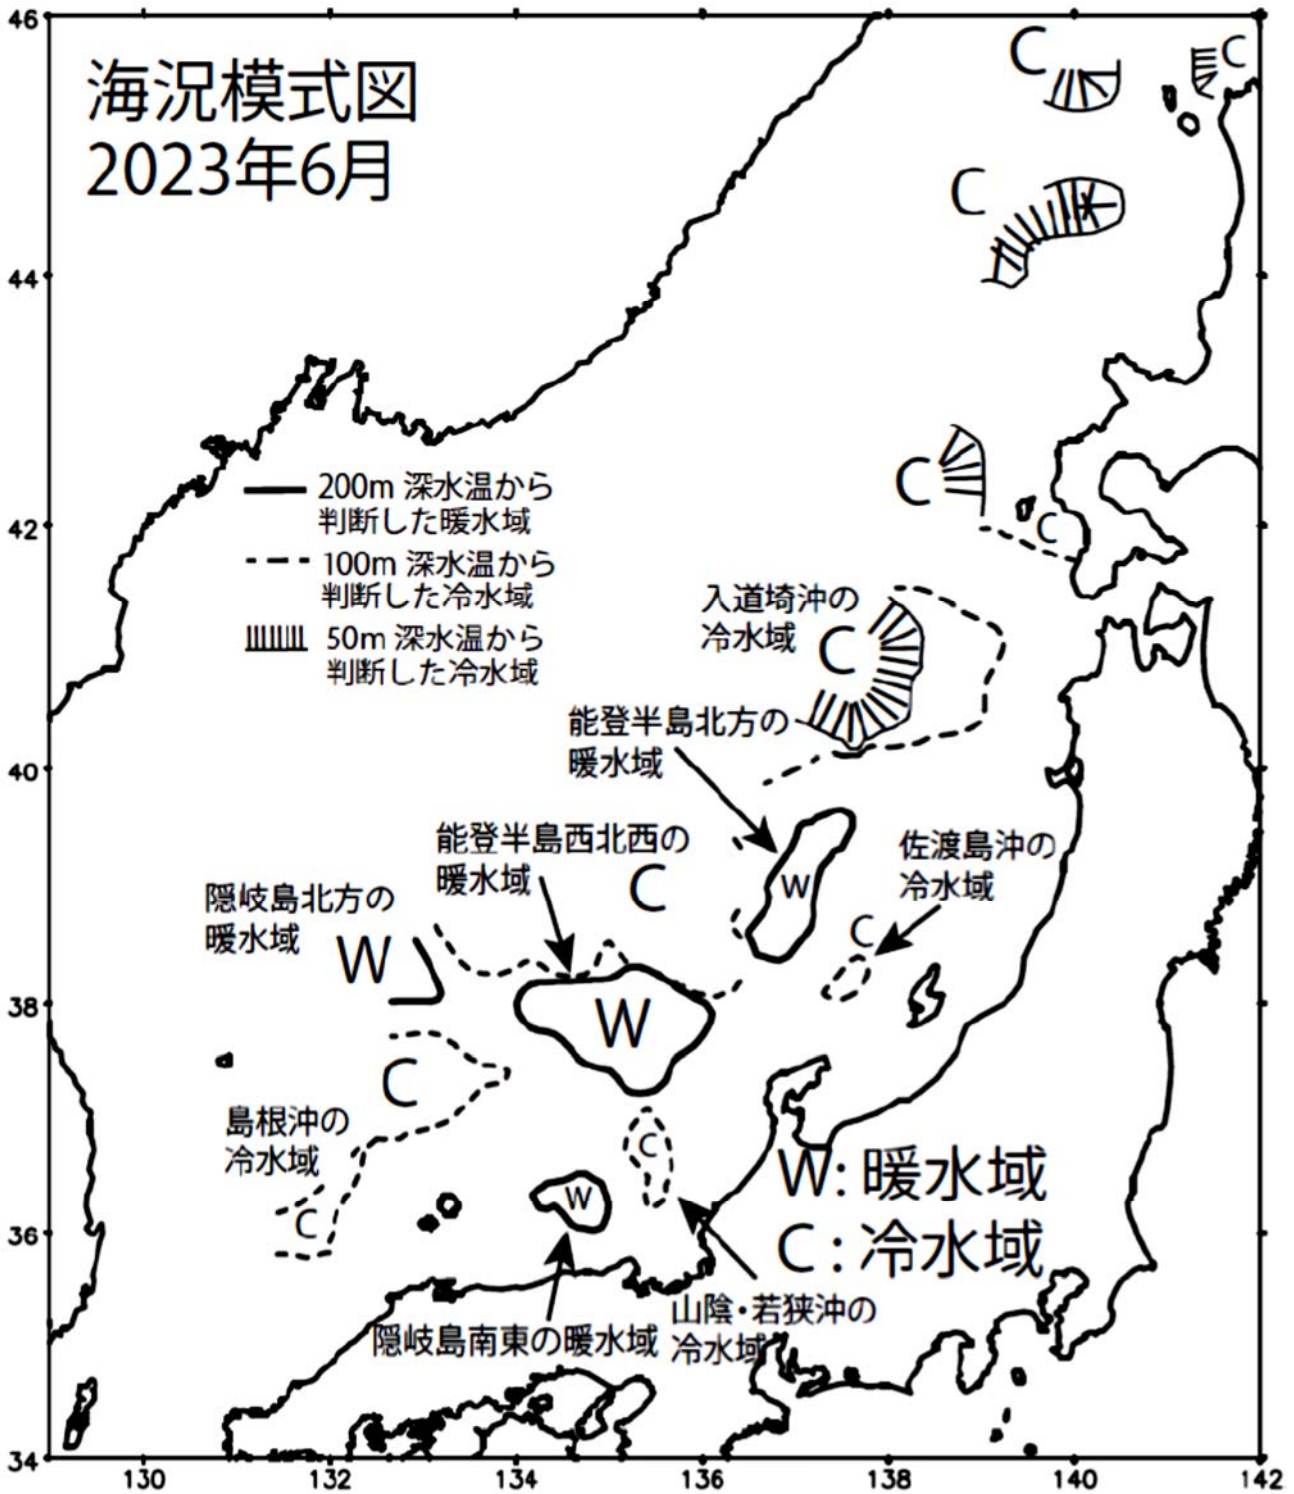 46
海況模式図
2023年6月
C
C
C
44
200m 深水温から
判断した暖水域
C
42
C
100m 深水温から
判断した冷水域
入道埼沖の
冷水域
C
50m 深水温から
判断した冷水域
能登半島北方の
暖水域
40
能登半島西北西の
暖水域
C
W
佐渡島沖の
冷水域
C
隠岐島北方の
暖水域
W
38
W
C
島根沖の
冷水域
C
C
W
W: 暖水域
C: 冷水域
36
山陰・若狭沖の
冷水域
隠岐島南東の暖水域
34
130
132
134
136
138
140
142